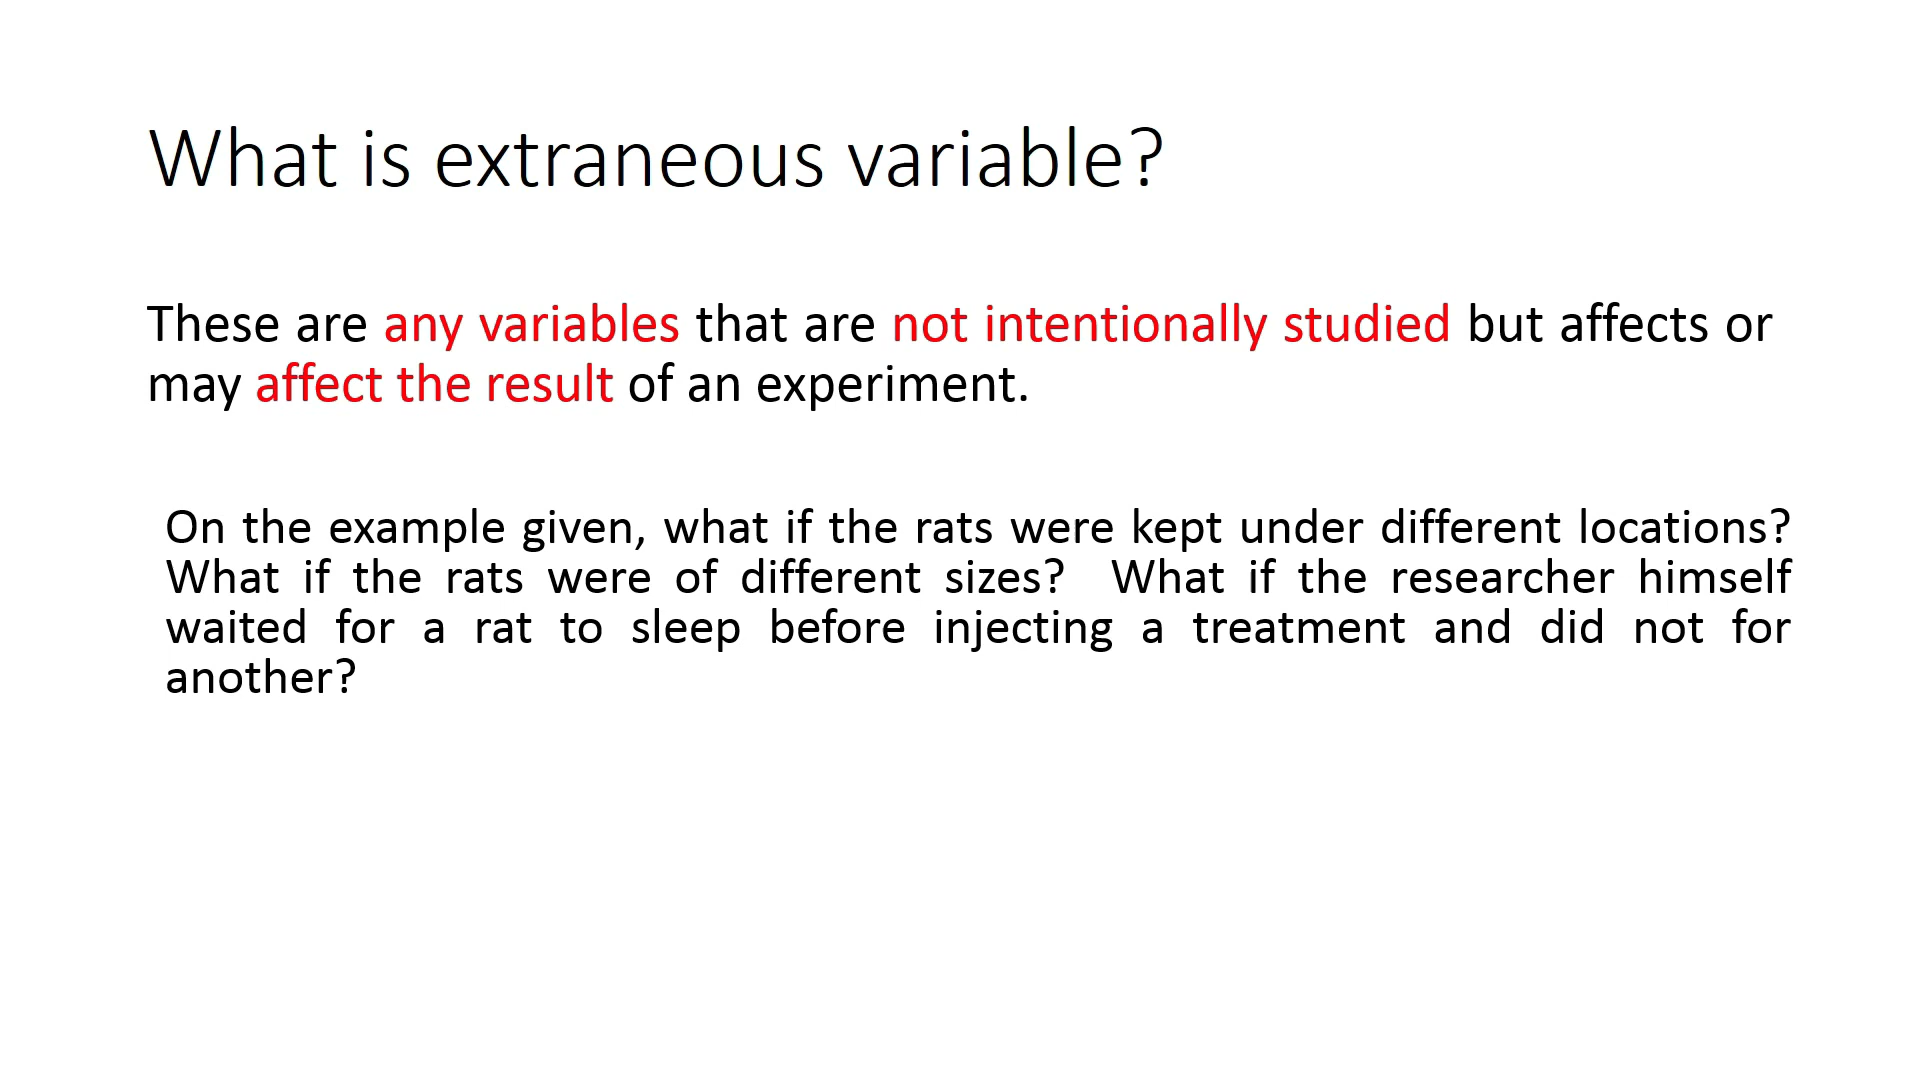 What is extraneous variable?
These are any variables that are not intentionally studied but affects or
may affect the result of an experiment.
On the example given, what if the rats were kept under different locations?
What if the rats were of different sizes?  What if the researcher himself
waited for a rat to sleep before injecting a treatment and did not for
another?